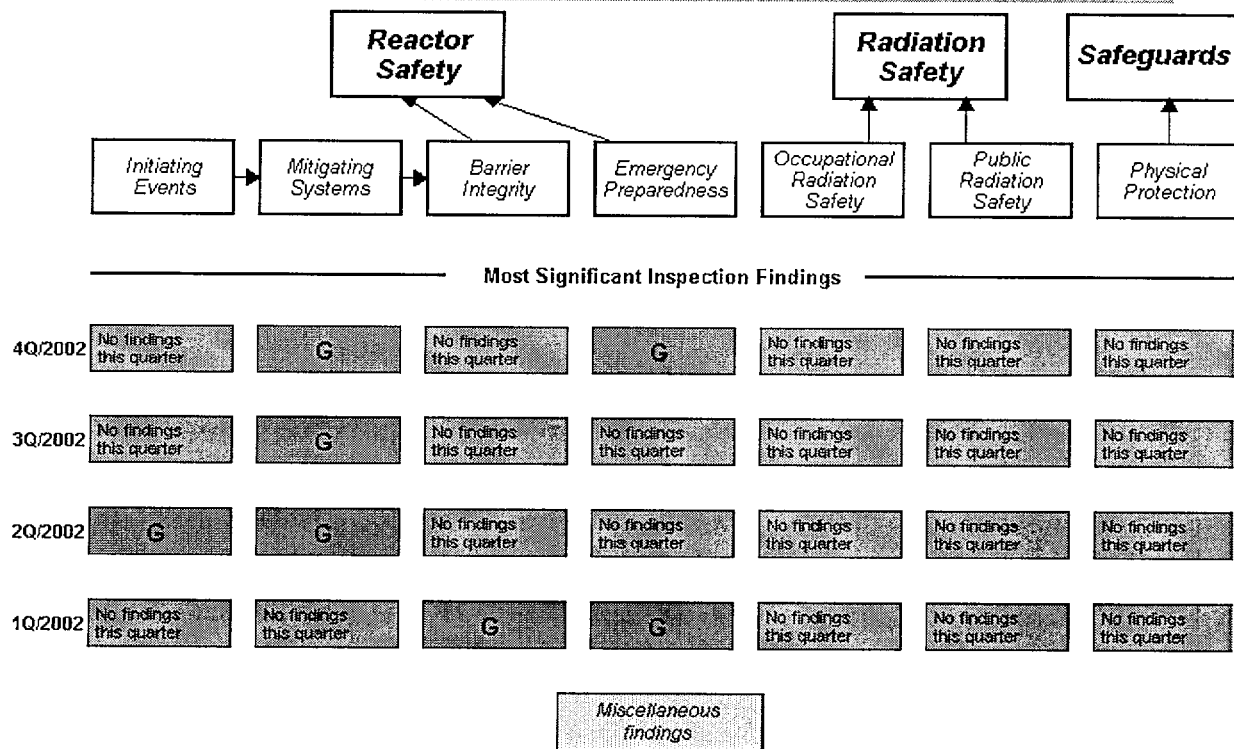 Reactor
Safety
Radiation
Safety
Safeguards
Initiating
Events
Mitigating
Systems
Barrier
Integrity
Emergency
Preparedness
Occupational
Radiation
Safety
Public
Radiation
Safety
Physical
Protection
Most Significant Inspection Findings
4Q/2002
No findings
this quarter
G
No findings
this quarter
G
No findings
this quarter
No findings
this quarter
No findings
this quarter
3Q/2002
No findings
this quarter
G
No findings
this quarter
No findings
this quarter
No findings
this quarter
No findings
this quarter
No findings
this quarter
2Q/2002
G
G
No findings
this quarter
No findings
this quarter
No findings
this quarter
No findings
this quarter
No findings
this quarter
1Q/2002
No findings
this quarter
No findings
this quarter
G
G
No findings
this quarter
No findings
this quarter
No findings
this quarter
Miscellaneous
findings